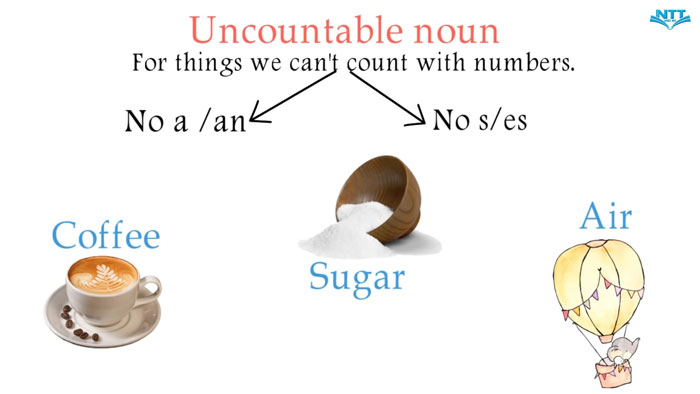 NTT
Uncountable noun
For things we can't count with numbers.
No a /an
No s/es
Coffee
Sugar
Air